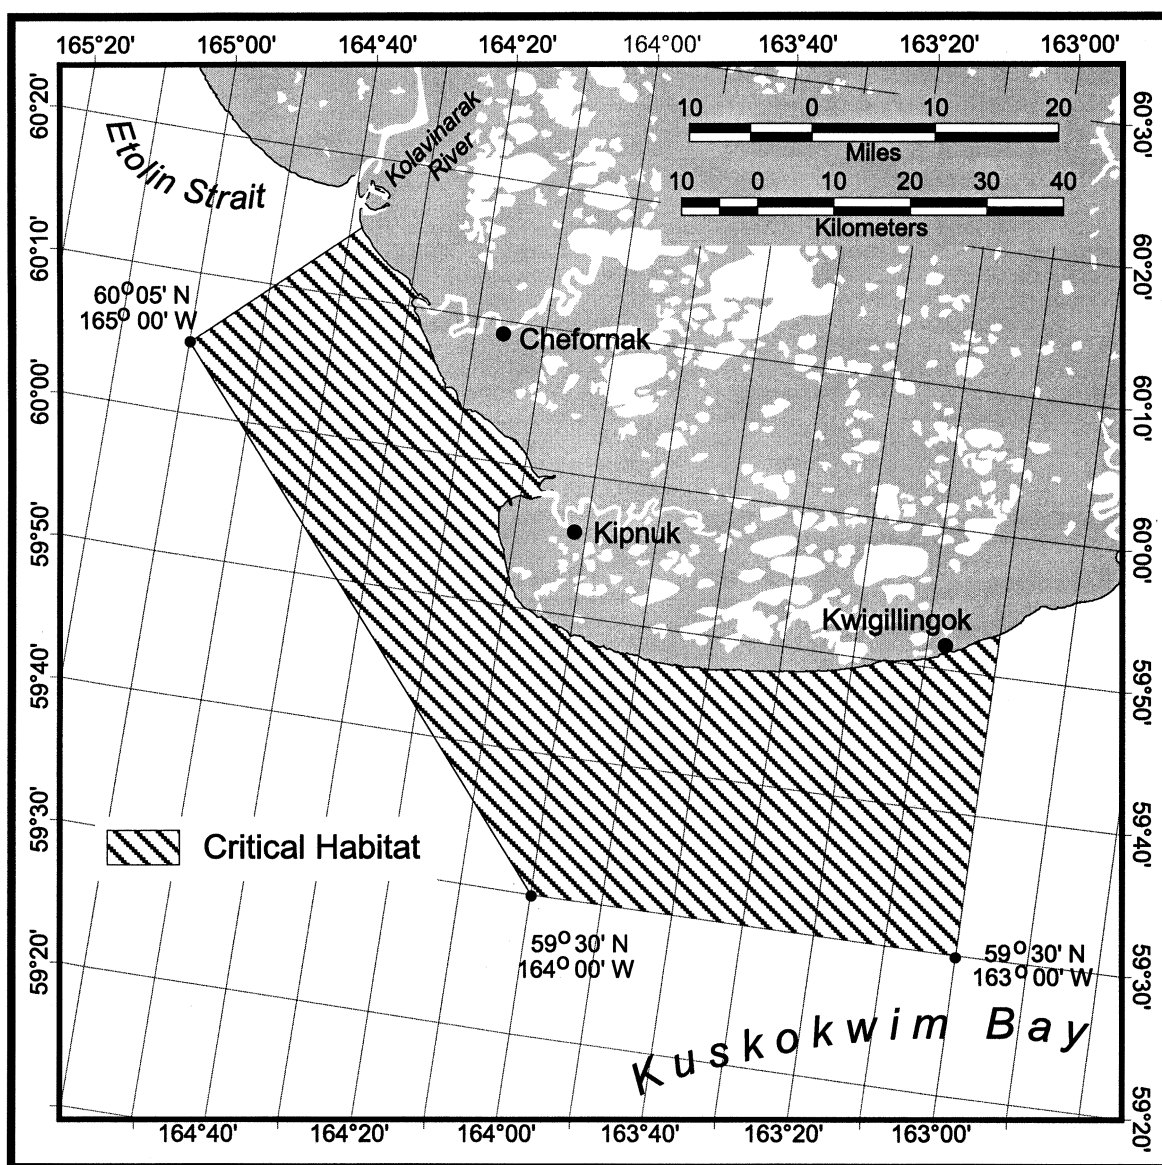 165°20' 165°00' 164°40' 164°20' 164°00' 163°40' 163°20' 163°00'
60°20'
60°10'
60°00'
59°50'
59°40'
59°30'
59°20'
Etolin Strait
Kolavinarak
River
10 0 10 20
Miles
10 0 10 20 30 40
Kilometers
60° 05' N
165° 00' W
Chefornak
Kipnuk
Kwigillingok
Critical Habitat
59° 30' N
164° 00' W
59° 30' N
163° 00' W
Kuskokwim Bay
60°30'
60°20'
60°10'
60°00'
59°50'
59°40'
59°30'
59°20'
164°40' 164°20' 164°00' 163°40' 163°20' 163°00'